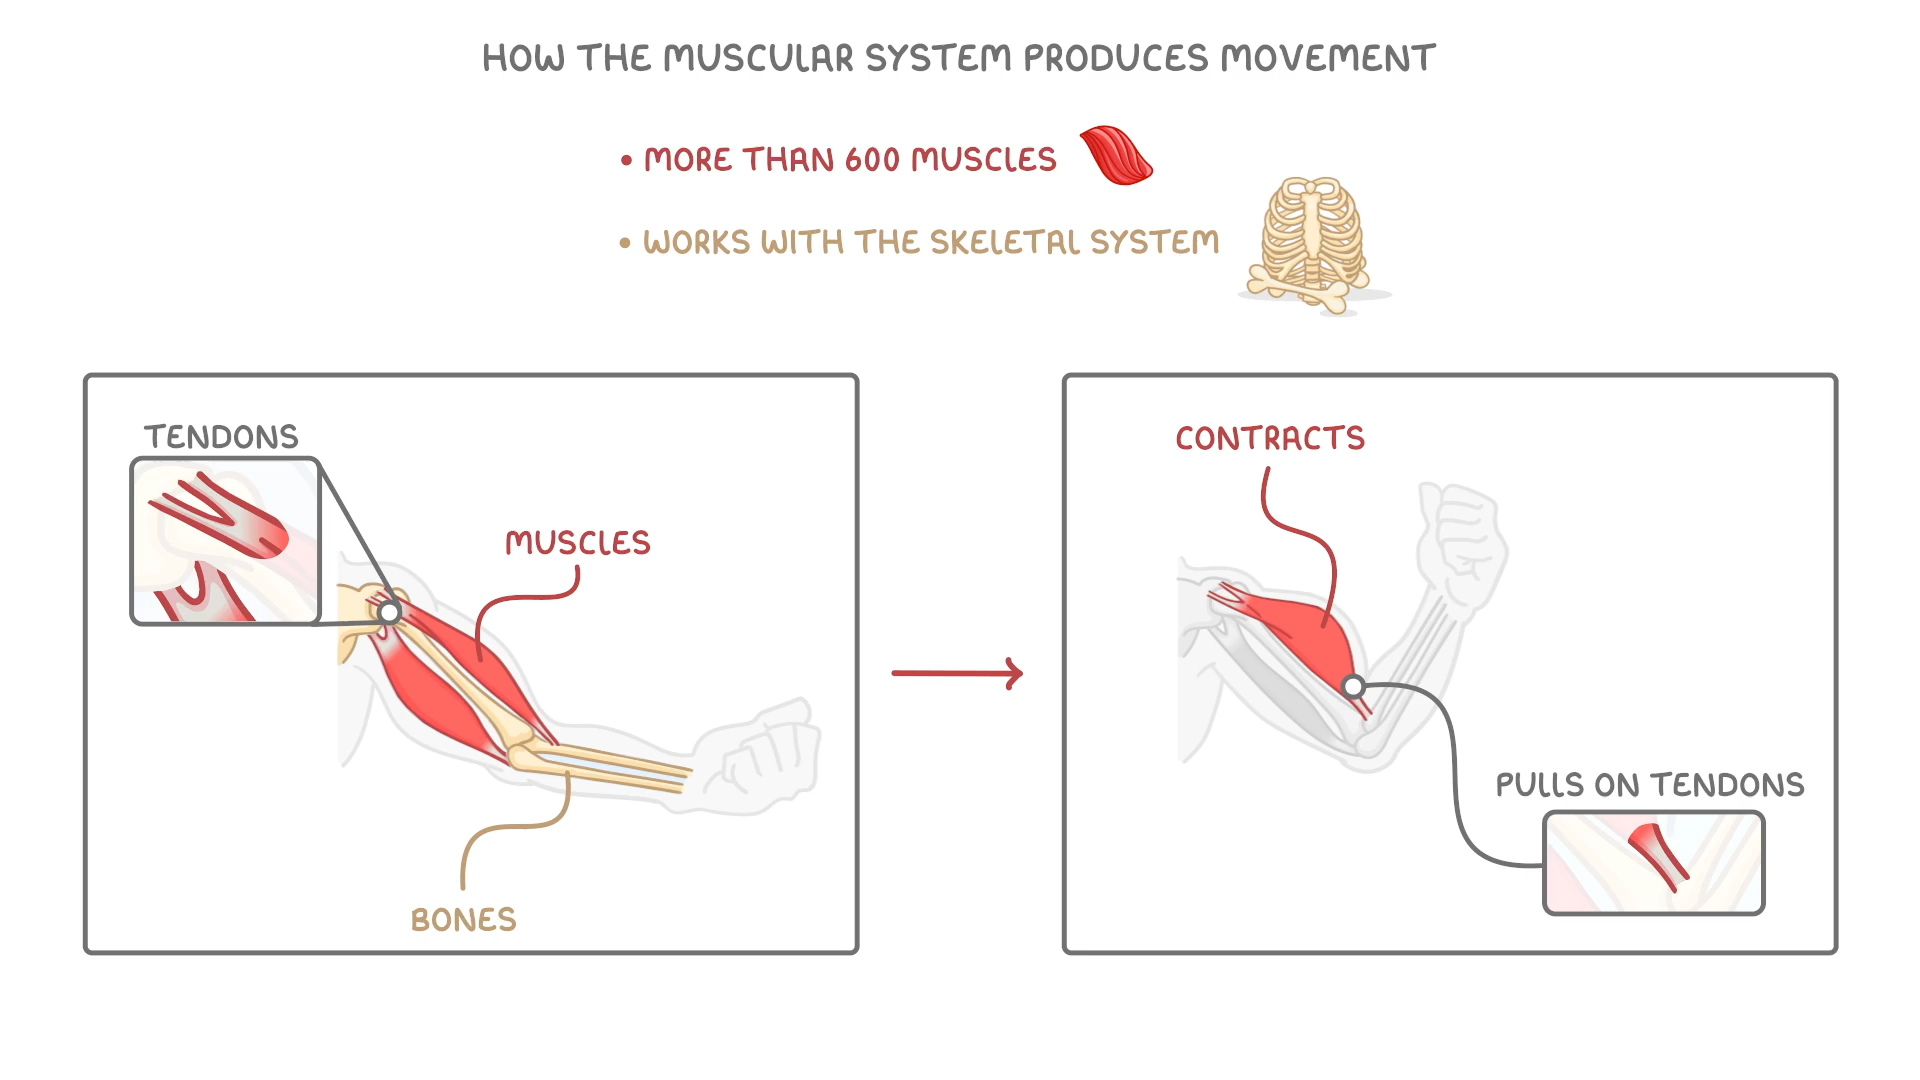 HOW THE MUSCULAR SYSTEM PRODUCES MOVEMENT
• MORE THAN 600 MUSCLES
• WORKS WITH THE SKELETAL SYSTEM
TENDONS
MUSCLES
BONES
CONTRACTS
PULLS ON TENDONS